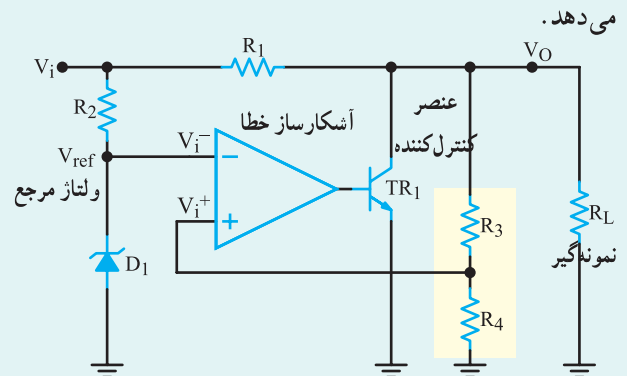 می‌دهد.
R1
VO
Vi
R2
آشکارساز خطا
عنصر
کنترل‌کننده
Vi−
Vref
ولتاژ مرجع
Vi+
TR1
R3
RL
نمونه‌گیر
D1
R4